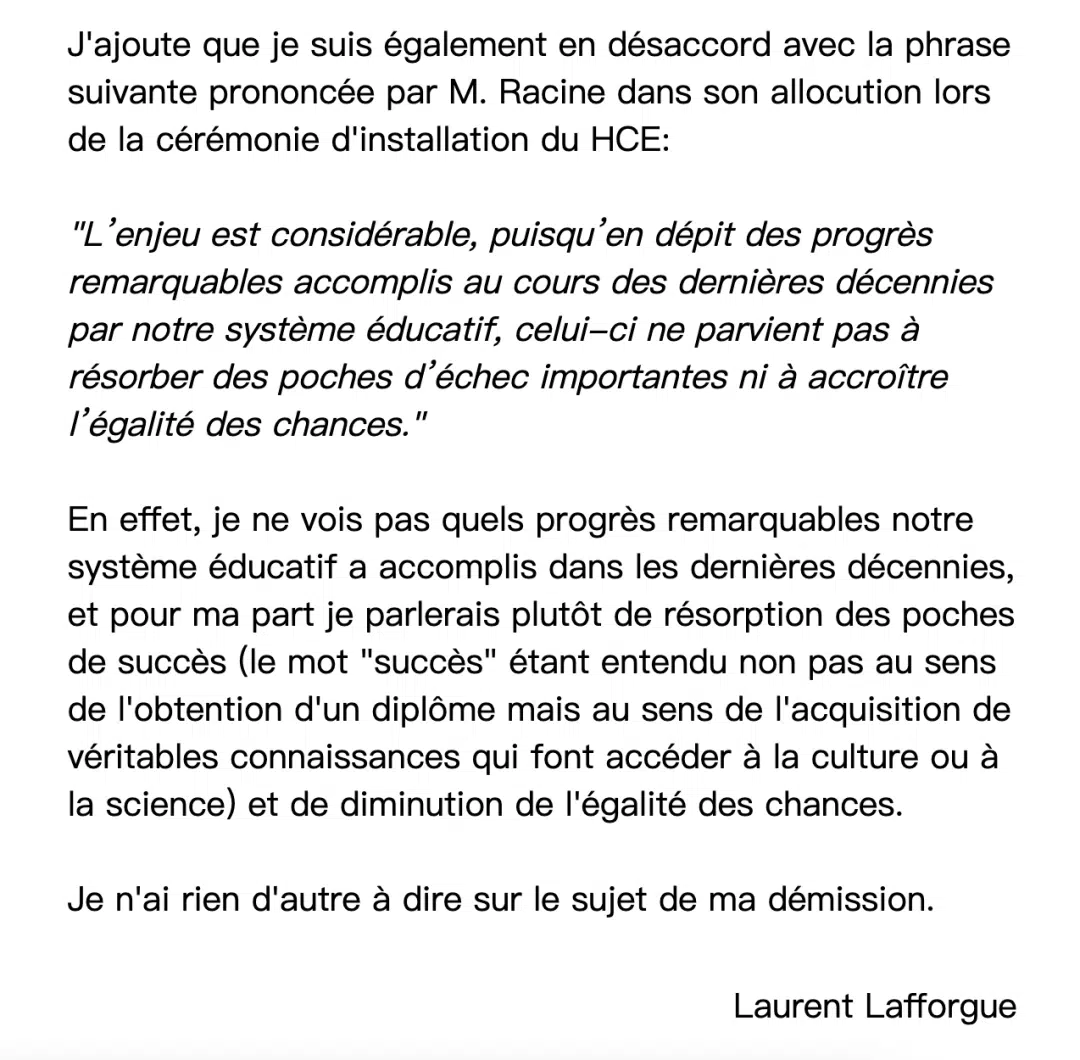 J'ajoute que je suis également en désaccord avec la phrase
suivante prononcée par M. Racine dans son allocution lors
de la cérémonie d'installation du HCE:
"L’enjeu est considérable, puisqu’en dépit des progrès
remarquables accomplis au cours des dernières décennies
par notre système éducatif, celui-ci ne parvient pas à
résorber des poches d’échec importantes ni à accroître
l’égalité des chances."
En effet, je ne vois pas quels progrès remarquables notre
système éducatif a accomplis dans les dernières décennies,
et pour ma part je parlerais plutôt de résorption des poches
de succès (le mot "succès" étant entendu non pas au sens
de l'obtention d'un diplôme mais au sens de l'acquisition de
véritables connaissances qui font accéder à la culture ou à
la science) et de diminution de l'égalité des chances.
Je n'ai rien d'autre à dire sur le sujet de ma démission.
Laurent Lafforgue